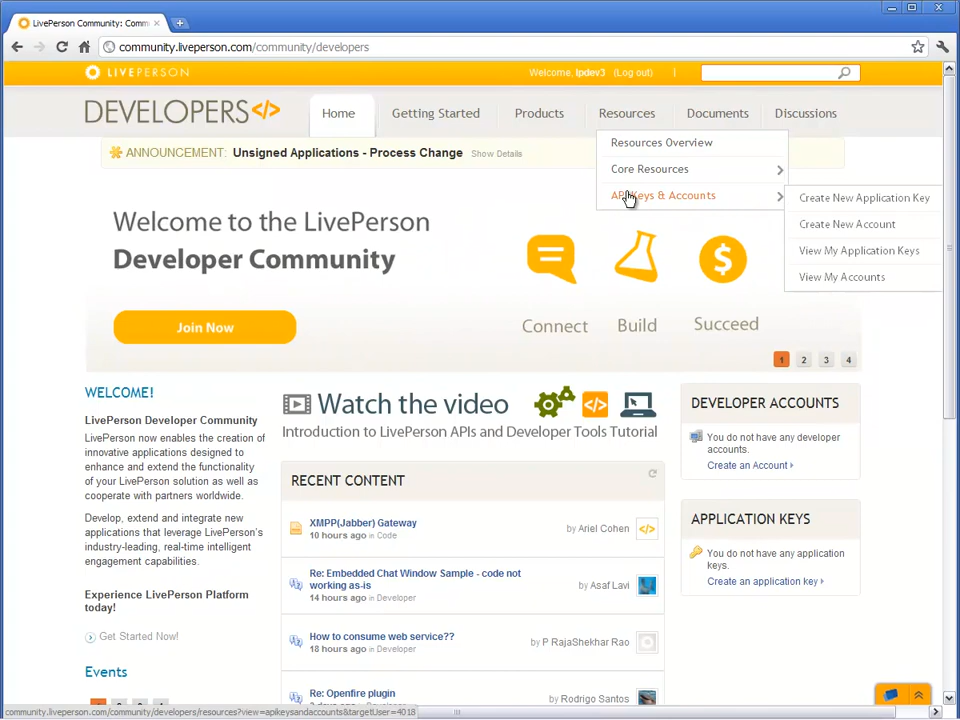 LivePerson Community: Comm
community.liveperson.com/community/developers
LIVEPERSON
Welcome, lpdev3 (Log out) |
DEVELOPERS</>
Home
Getting Started
Products
Resources
Documents
Discussions
ANNOUNCEMENT: Unsigned Applications - Process Change Show Details
Resources Overview
Core Resources
API Keys & Accounts
Create New Application Key
Create New Account
View My Application Keys
View My Accounts
Welcome to the LivePerson
Developer Community
Join Now
Connect
Build
Succeed
1 2 3 4
WELCOME!
LivePerson Developer Community
LivePerson now enables the creation of
innovative applications designed to
enhance and extend the functionality
of your LivePerson solution as well as
cooperate with partners worldwide.
Develop, extend and integrate new
applications that leverage LivePerson's
industry-leading, real-time intelligent
engagement capabilities.
Experience LivePerson Platform
today!
Get Started Now!
Events
Watch the video
Introduction to LivePerson APIs and Developer Tools Tutorial
RECENT CONTENT
XMPP(Jabber) Gateway
10 hours ago in Code
by Ariel Cohen
Re: Embedded Chat Window Sample - code not
working as-is
14 hours ago in Developer
by Asaf Lavi
How to consume web service??
18 hours ago in Developer
by P RajaShekhar Rao
Re: Openfire plugin
by Rodrigo Santos
DEVELOPER ACCOUNTS
You do not have any developer
accounts.
Create an Account
APPLICATION KEYS
You do not have any application
keys.
Create an application key
community.liveperson.com/community/developers/resources?view=apikeysandaccounts&targetUser=4018